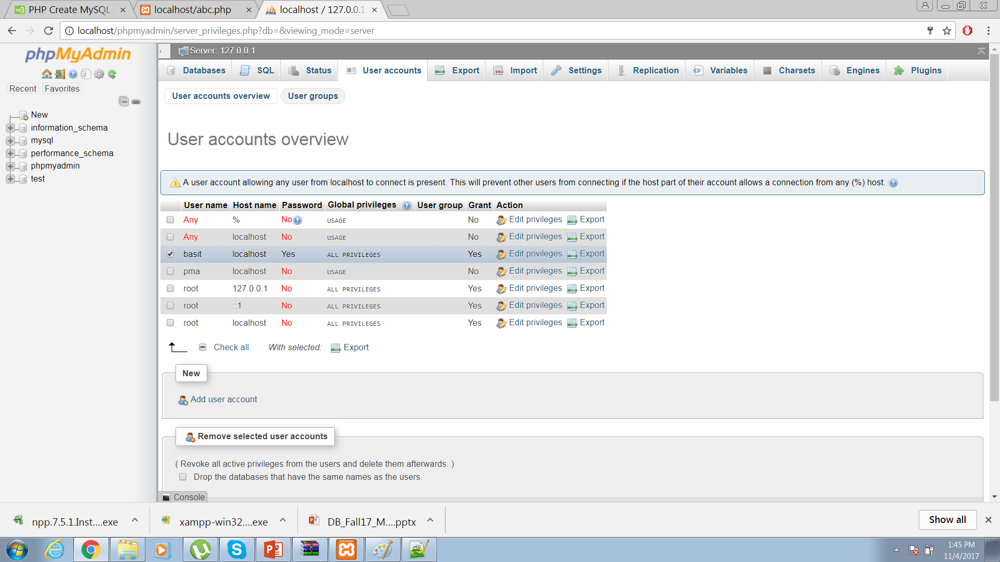 PHP Create MySQL
localhost/abc.php
localhost / 127.0.0.1
localhost/phpmyadmin/server_privileges.php?db=&viewing_mode=server
phpMyAdmin
Recent
Favorites
New
information_schema
mysql
performance_schema
phpmyadmin
test
Server: 127.0.0.1
Databases
SQL
Status
User accounts
Export
Import
Settings
Replication
Variables
Charsets
Engines
Plugins
User accounts overview
User groups
User accounts overview
A user account allowing any user from localhost to connect is present. This will prevent other users from connecting if the host part of their account allows a connection from any (%) host.
User name Host name Password Global privileges User group Grant Action
Any % No USAGE No Edit privileges Export
Any localhost No USAGE No Edit privileges Export
basit localhost Yes ALL PRIVILEGES Yes Edit privileges Export
pma localhost No USAGE No Edit privileges Export
root 127.0.0.1 No ALL PRIVILEGES Yes Edit privileges Export
root ::1 No ALL PRIVILEGES Yes Edit privileges Export
root localhost No ALL PRIVILEGES Yes Edit privileges Export
Check all With selected: Export
New
Add user account
Remove selected user accounts
( Revoke all active privileges from the users and delete them afterwards. )
Drop the databases that have the same names as the users.
Console
npp.7.5.1.Inst....exe
xampp-win32....exe
DB_Fall17_M....pptx
Show all
1:45 PM
11/4/2017